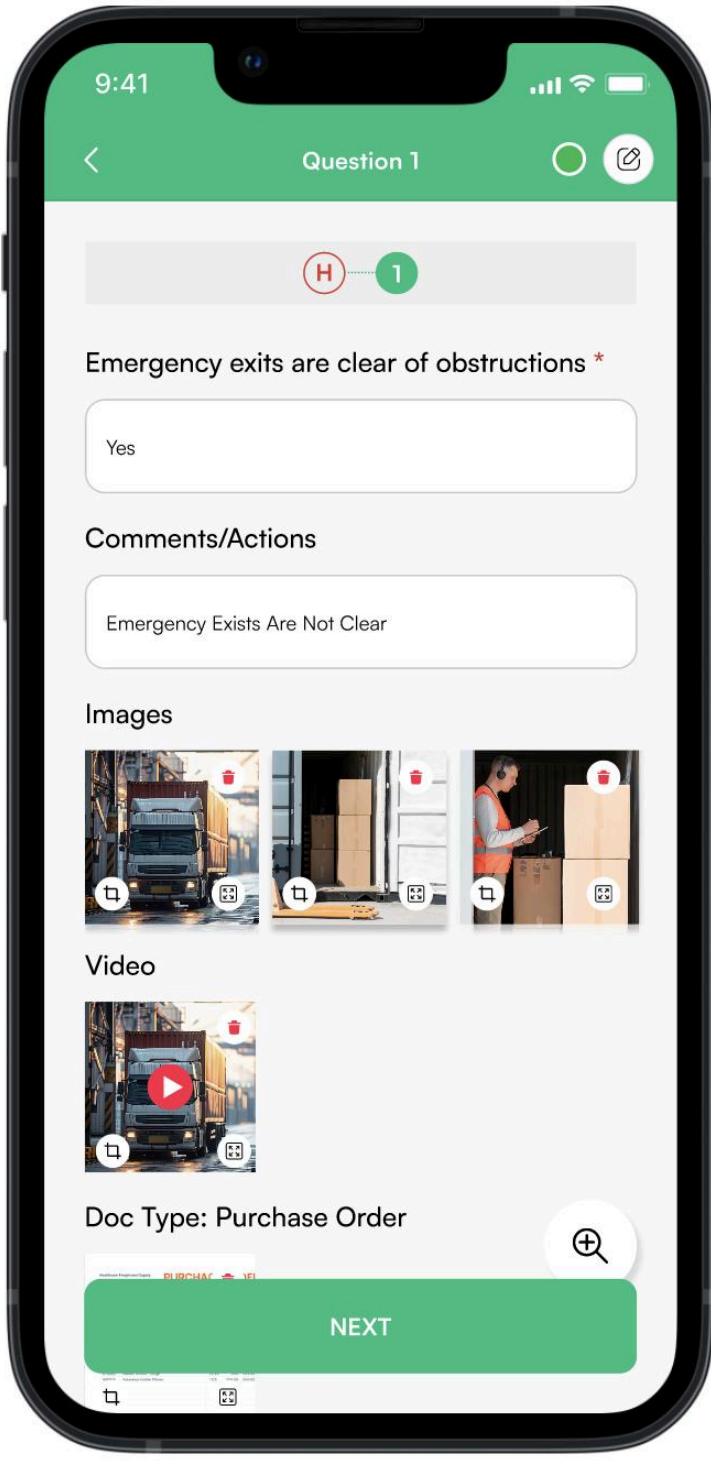 9:41
Question 1
H
1
Emergency exits are clear of obstructions *
Yes
Comments/Actions
Emergency Exists Are Not Clear
Images
Video
Doc Type: Purchase Order
NEXT